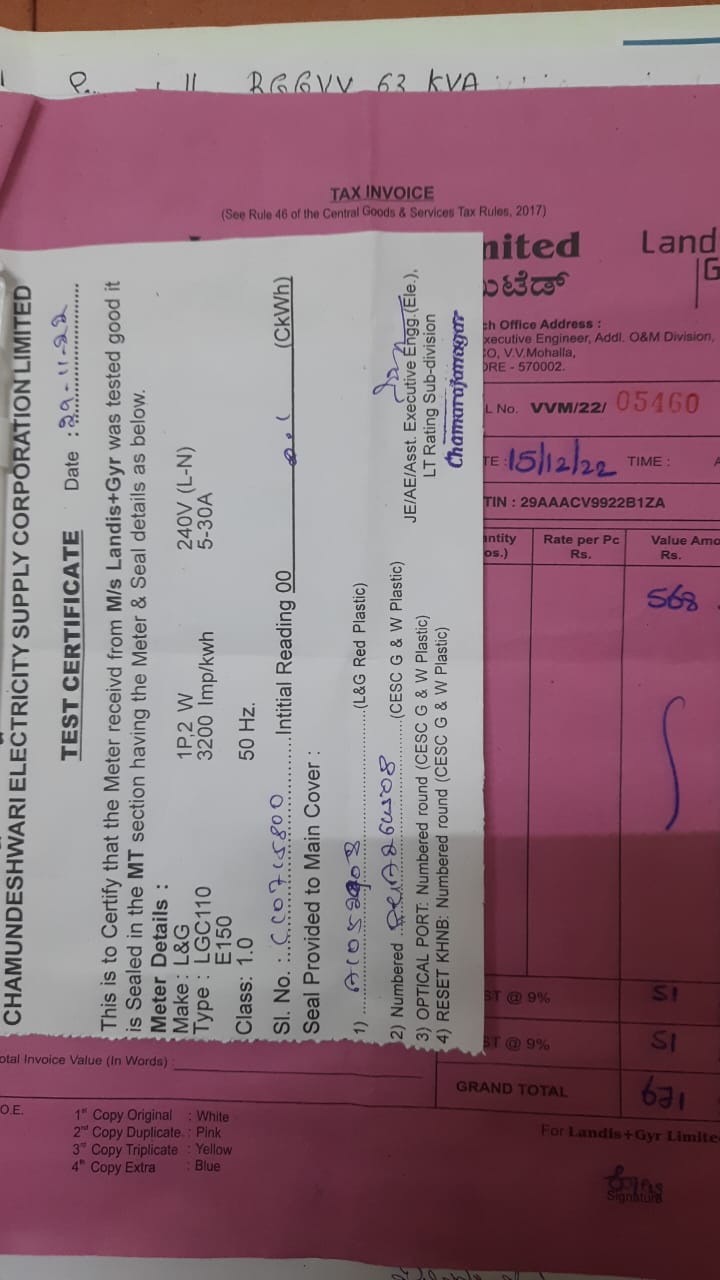 RGGVV 63 KVA
TAX INVOICE
(See Rule 46 of the Central Goods & Services Tax Rules, 2017)
nited
Land
ಿಟೆಡ್
G
ch Office Address :
xecutive Engineer, Addl. O&M Division,
O, V.V.Mohalla,
ORE - 570002.
L No. VVM/22/ 05460
TE : 15/12/22 TIME :
TIN : 29AAACV9922B1ZA
antity
os.)
Rate per Pc
Rs.
Value Amo
Rs.
568
ST @ 9% 51
ST @ 9% 51
GRAND TOTAL 671
For Landis+Gyr Limite
Signature
otal Invoice Value (In Words) :
O.E.
1st Copy Original : White
2nd Copy Duplicate : Pink
3rd Copy Triplicate : Yellow
4th Copy Extra : Blue
CHAMUNDESHWARI ELECTRICITY SUPPLY CORPORATION LIMITED
TEST CERTIFICATE Date : 29-11-22
This is to Certify that the Meter receivd from M/s Landis+Gyr was tested good it
is Sealed in the MT section having the Meter & Seal details as below.
Meter Details :
Make : L&G 1P,2 W 240V (L-N)
Type : LGC110 3200 Imp/kwh 5-30A
E150
Class: 1.0 50 Hz.
Sl. No. : CC0715800 Intitial Reading 00 (CkWh)
Seal Provided to Main Cover :
1) (L&G Red Plastic)
2) Numbered (CESC G & W Plastic)
3) OPTICAL PORT: Numbered round (CESC G & W Plastic)
4) RESET KHNB: Numbered round (CESC G & W Plastic)
JE/AE/Asst. Executive Engg.(Ele.),
LT Rating Sub-division
Chamarajanagar